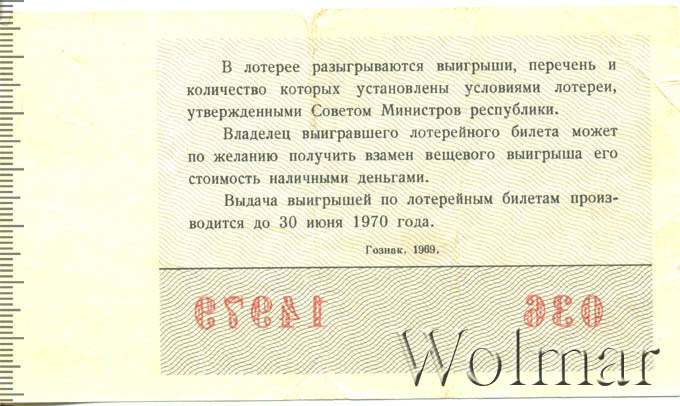 В лотерее разыгрываются выигрыши, перечень и
количество которых установлены условиями лотереи,
утвержденными Советом Министров республики.
Владелец выигравшего лотерейного билета может
по желанию получить взамен вещевого выигрыша его
стоимость наличными деньгами.
Выдача выигрышей по лотерейным билетам произ-
водится до 30 июня 1970 года.
Гознак. 1969.
14979 036
Wolmar